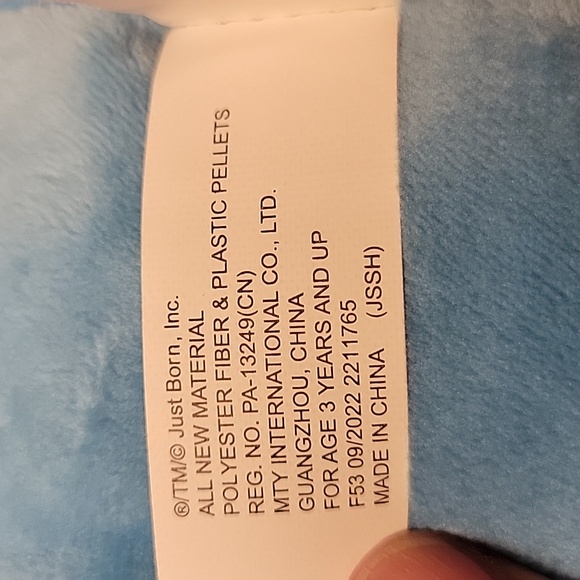 ®/TM/© Just Born, Inc.
ALL NEW MATERIAL
POLYESTER FIBER & PLASTIC PELLETS
REG. NO. PA-13249(CN)
MTY INTERNATIONAL CO., LTD.
GUANGZHOU, CHINA
FOR AGE 3 YEARS AND UP
F53 09/2022 2211765
MADE IN CHINA (JSSH)